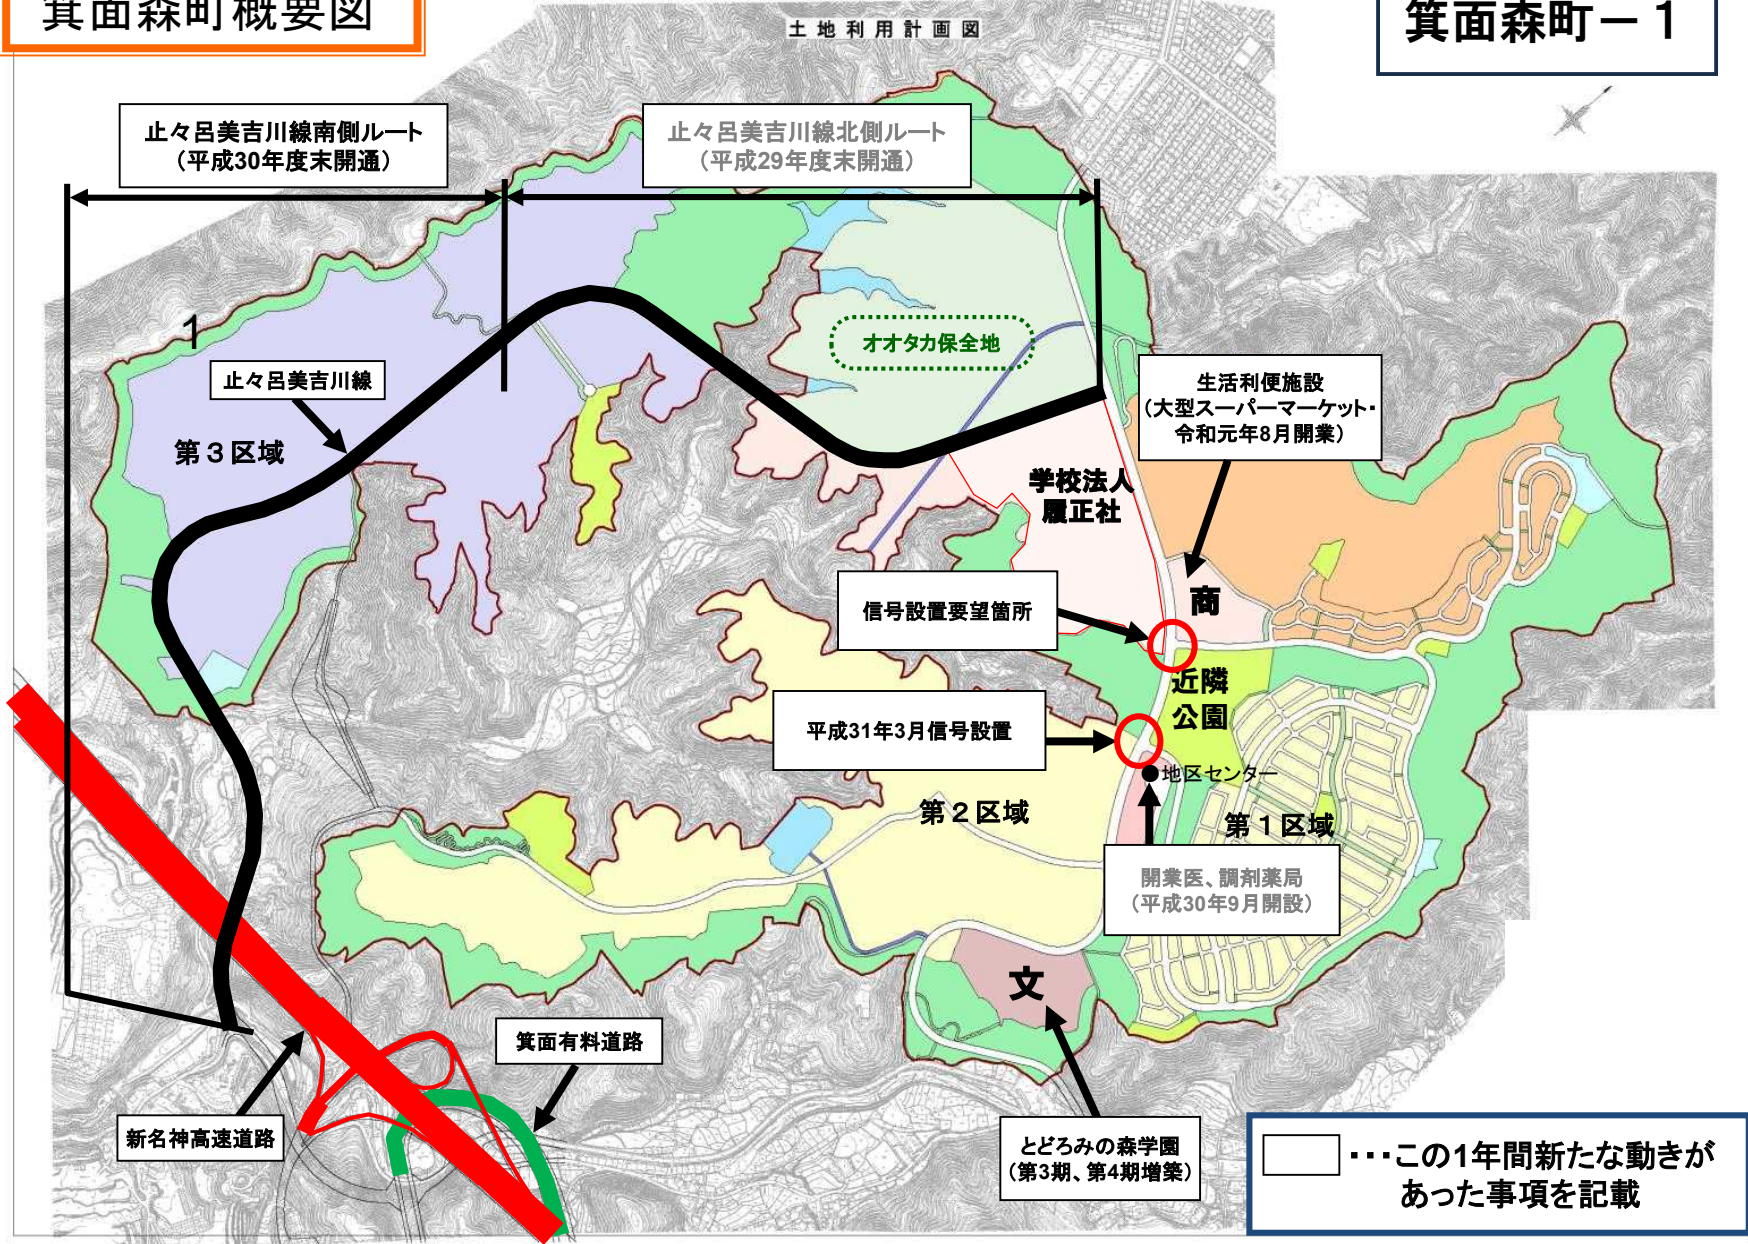 箕面森町概要図
土地利用計画図
箕面森町－1
止々呂美吉川線南側ルート
（平成30年度末開通）
止々呂美吉川線北側ルート
（平成29年度末開通）
1
オオタカ保全地
止々呂美吉川線
第3区域
生活利便施設
（大型スーパーマーケット・
令和元年8月開業）
学校法人
履正社
信号設置要望箇所
商
近隣
公園
平成31年3月信号設置
●地区センター
第2区域
第1区域
開業医、調剤薬局
（平成30年9月開設）
文
箕面有料道路
新名神高速道路
とどろみの森学園
（第3期、第4期増築）
･･･この1年間新たな動きが
あった事項を記載